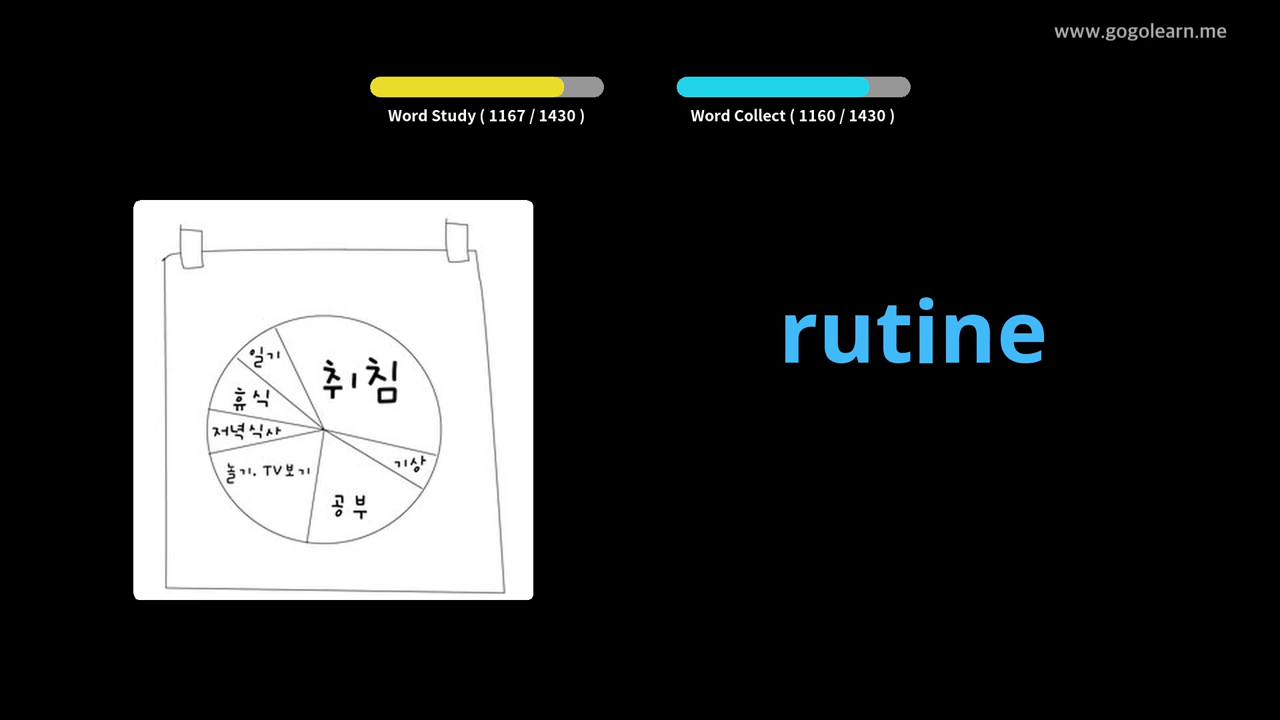 www.gogolearn.me
Word Study ( 1167 / 1430 )
Word Collect ( 1160 / 1430 )
일기
취침
휴식
저녁식사
기상
놀기. TV보기
공부
rutine